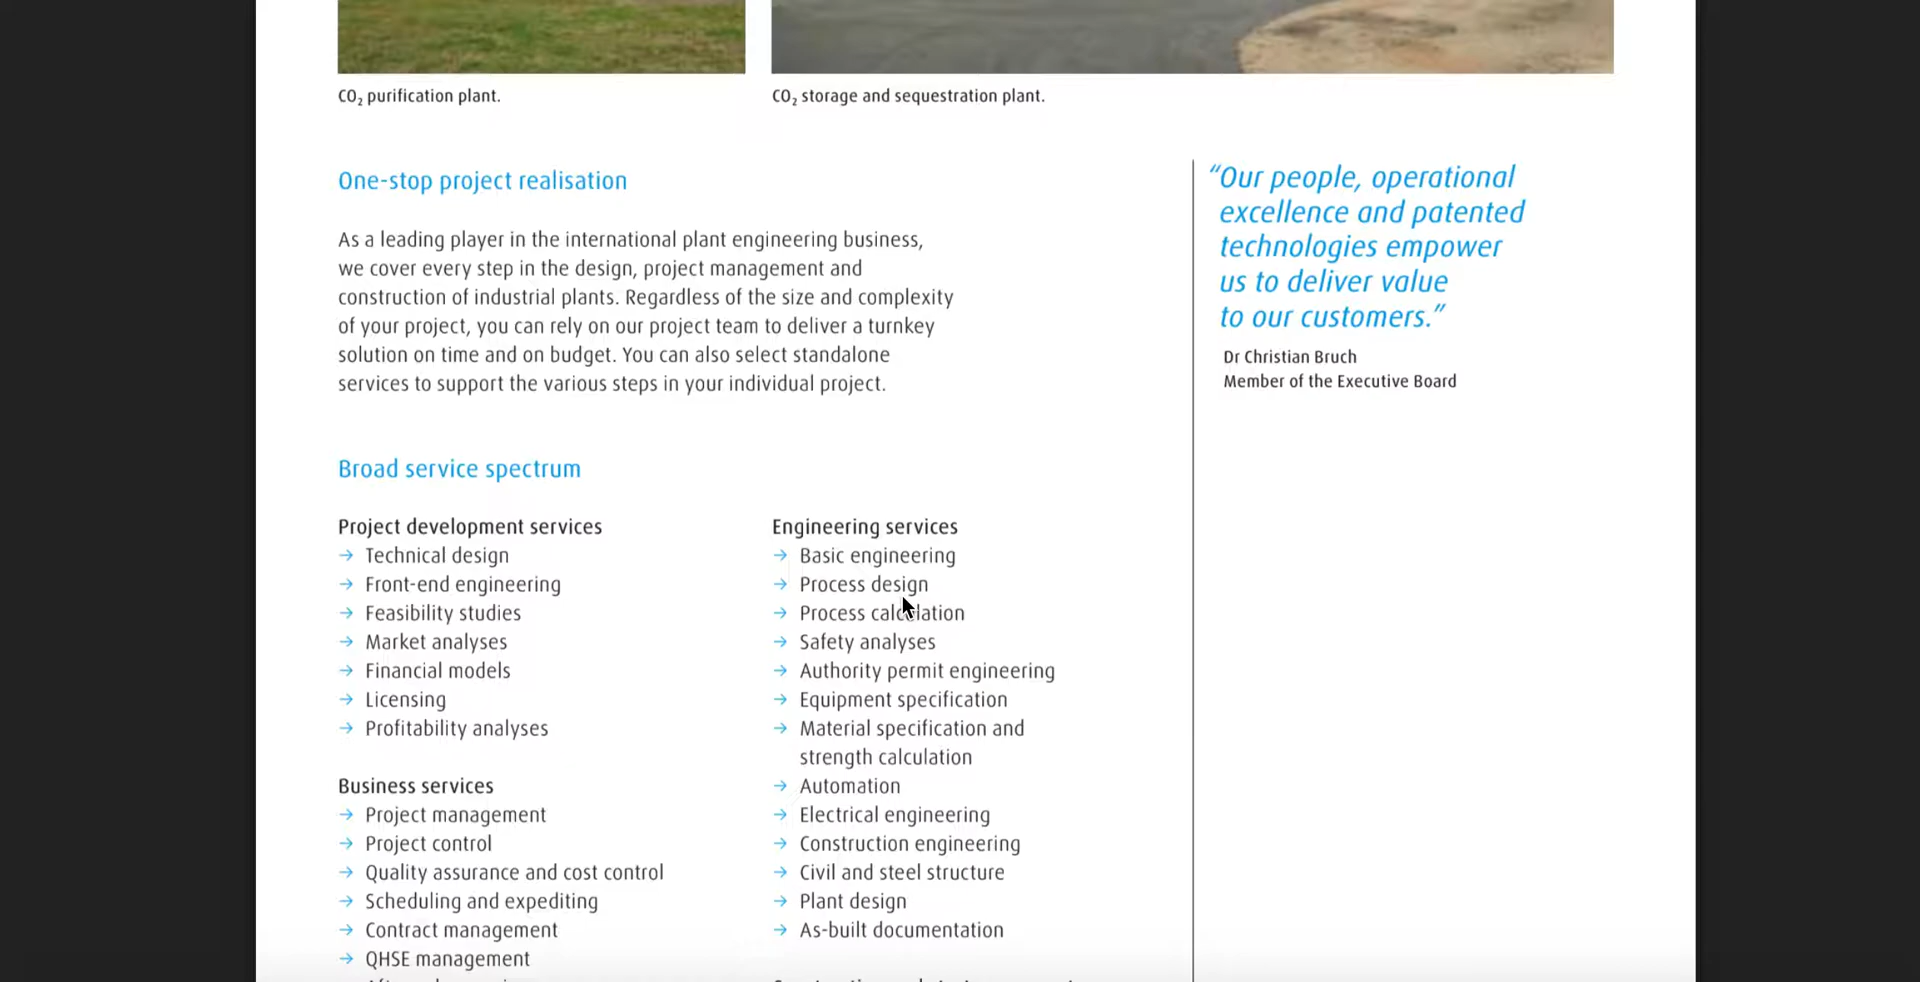 CO₂ purification plant.
CO₂ storage and sequestration plant.
One-stop project realisation
As a leading player in the international plant engineering business,
we cover every step in the design, project management and
construction of industrial plants. Regardless of the size and complexity
of your project, you can rely on our project team to deliver a turnkey
solution on time and on budget. You can also select standalone
services to support the various steps in your individual project.
“Our people, operational
excellence and patented
technologies empower
us to deliver value
to our customers.”
Dr Christian Bruch
Member of the Executive Board
Broad service spectrum
Project development services
→ Technical design
→ Front-end engineering
→ Feasibility studies
→ Market analyses
→ Financial models
→ Licensing
→ Profitability analyses
Business services
→ Project management
→ Project control
→ Quality assurance and cost control
→ Scheduling and expediting
→ Contract management
→ QHSE management
Engineering services
→ Basic engineering
→ Process design
→ Process calculation
→ Safety analyses
→ Authority permit engineering
→ Equipment specification
→ Material specification and
strength calculation
→ Automation
→ Electrical engineering
→ Construction engineering
→ Civil and steel structure
→ Plant design
→ As-built documentation